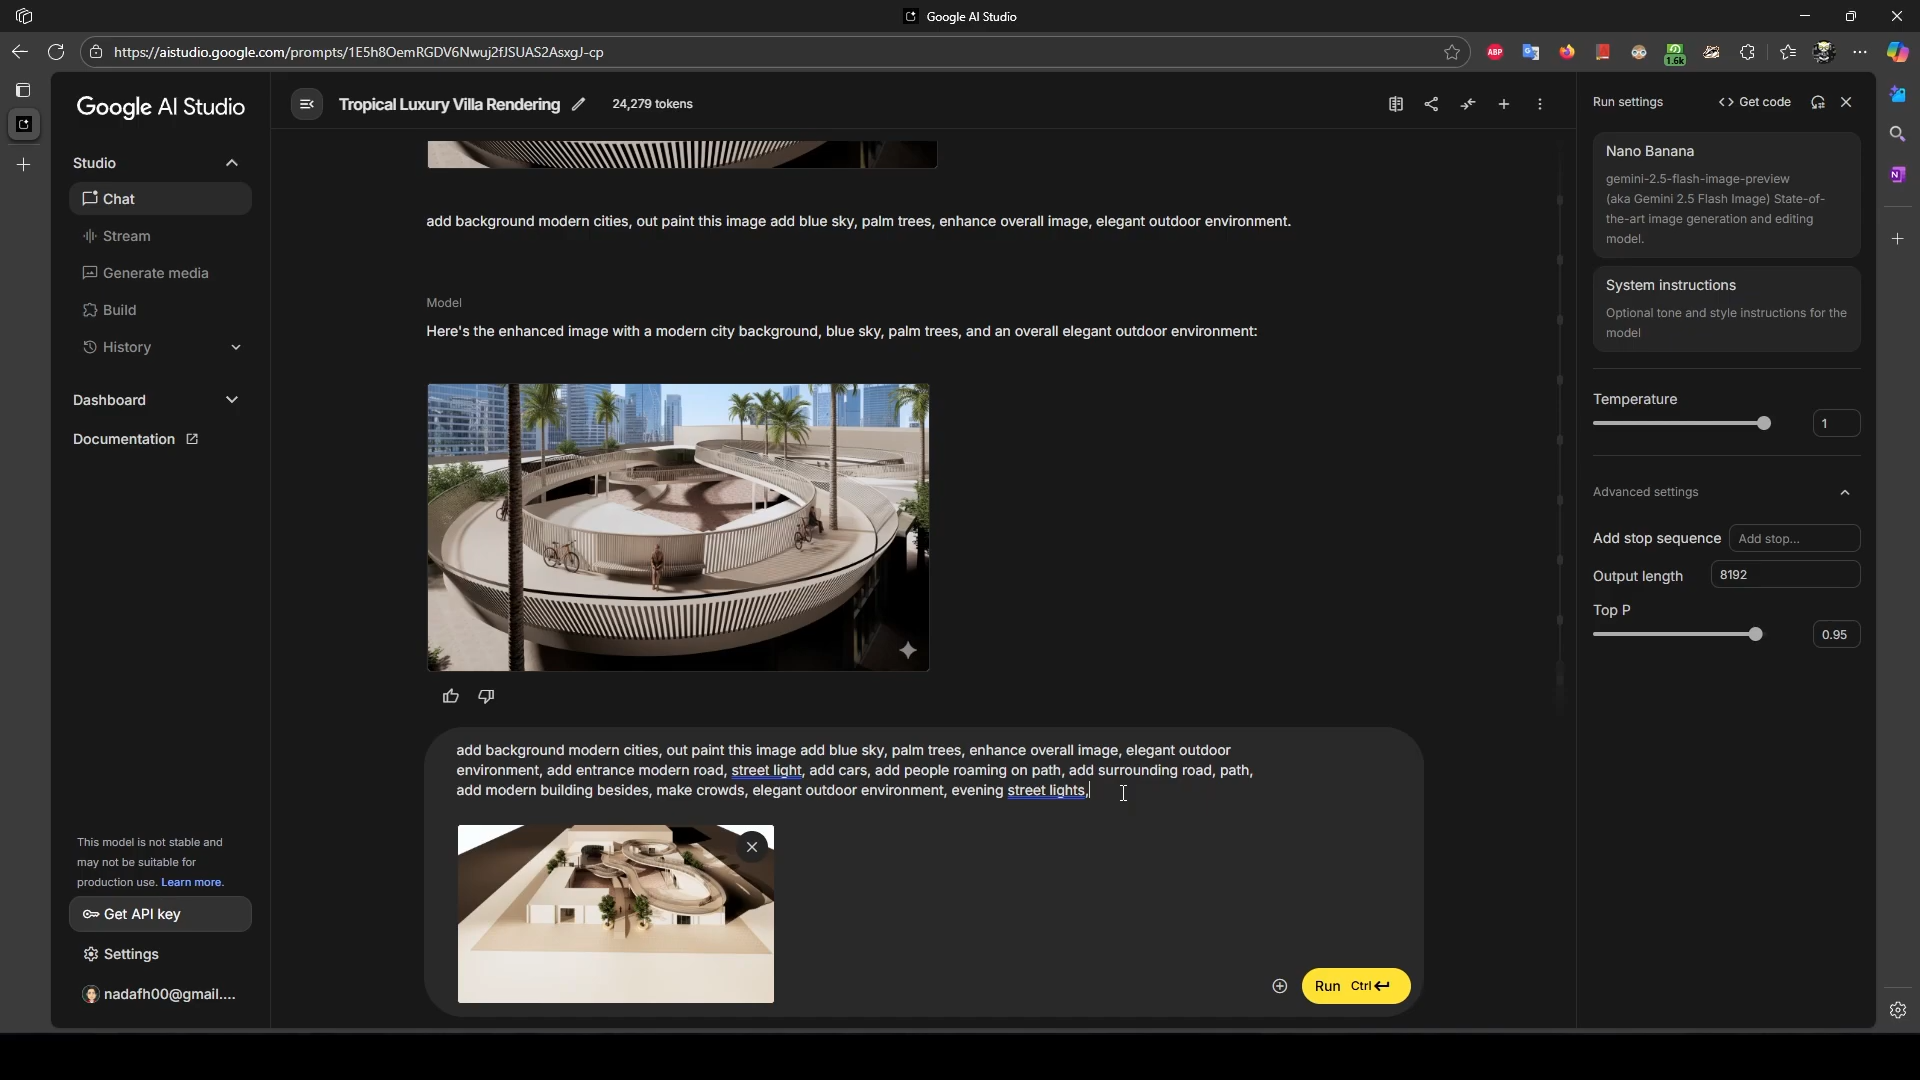 Google AI Studio
https://aistudio.google.com/prompts/1E5h8OemRGDV6Nwuj2fJSUAS2AsxgJ-cp
ABP
1.6k
Google AI Studio
Studio
Chat
Stream
Generate media
Build
History
Dashboard
Documentation
This model is not stable and
may not be suitable for
production use. Learn more.
Get API key
Settings
nadafh00@gmail....
Tropical Luxury Villa Rendering
24,279 tokens
add background modern cities, out paint this image add blue sky, palm trees, enhance overall image, elegant outdoor environment.
Model
Here's the enhanced image with a modern city background, blue sky, palm trees, and an overall elegant outdoor environment:
add background modern cities, out paint this image add blue sky, palm trees, enhance overall image, elegant outdoor
environment, add entrance modern road, street light, add cars, add people roaming on path, add surrounding road, path,
add modern building besides, make crowds, elegant outdoor environment, evening street lights,
Run Ctrl
Run settings
<> Get code
Nano Banana
gemini-2.5-flash-image-preview
(aka Gemini 2.5 Flash Image) State-of-
the-art image generation and editing
model.
System instructions
Optional tone and style instructions for the
model
Temperature
1
Advanced settings
Add stop sequence
Add stop...
Output length
8192
Top P
0.95
N